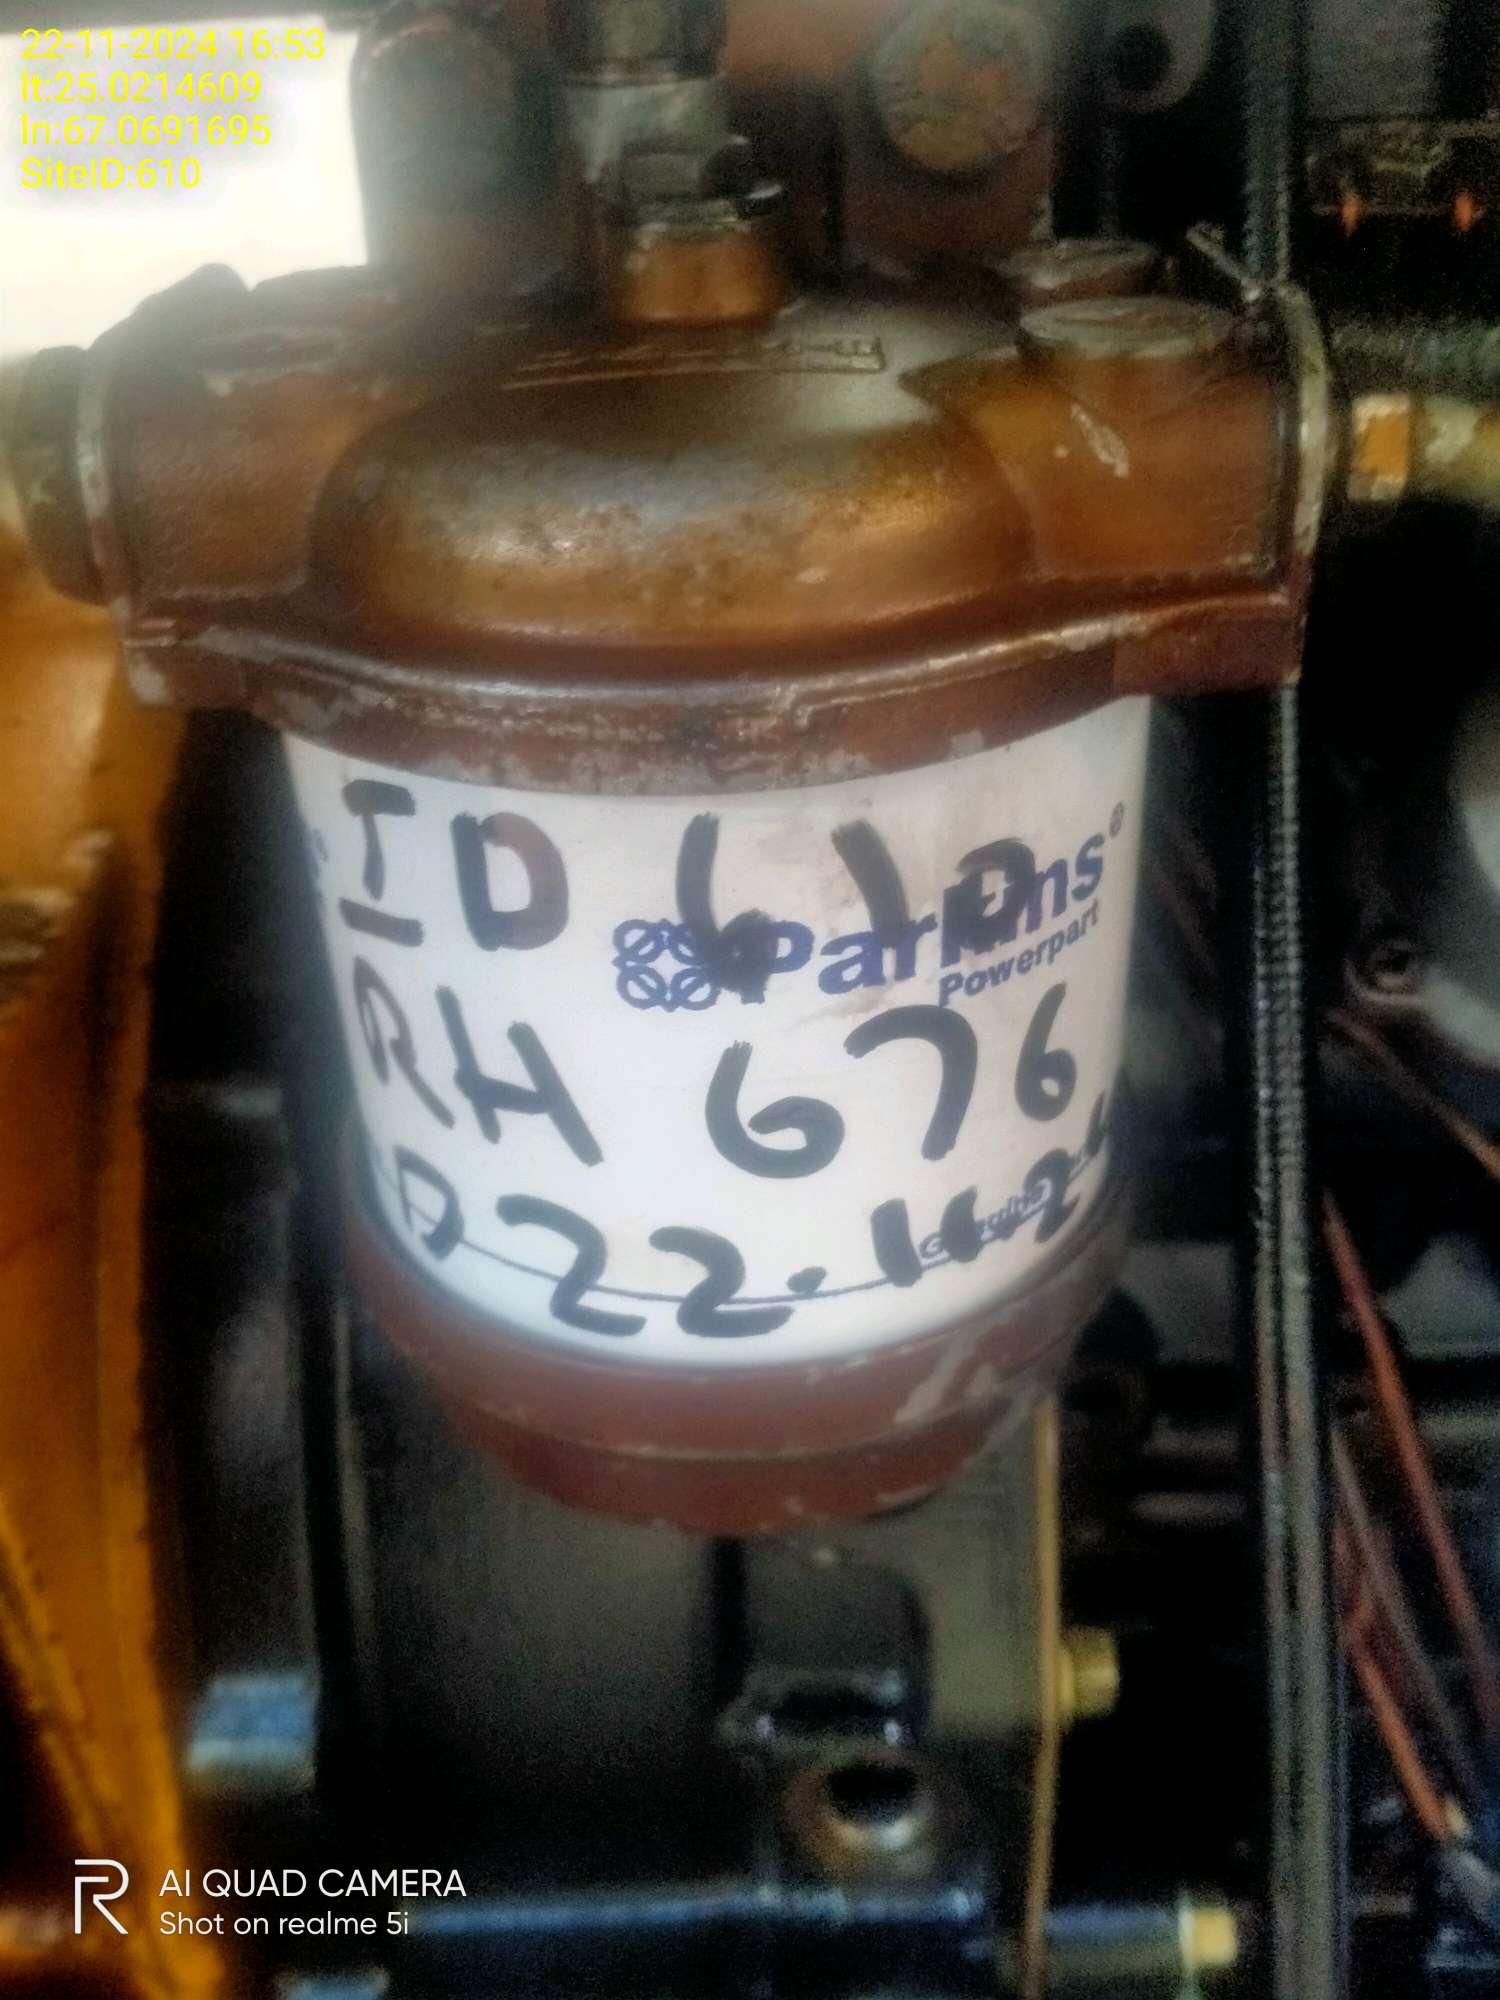 22-11-2024 16:53
lt:25.0214609
ln:67.0691695
SiteID:610
ID 610
Perkins®
Powerpart
RH 676
D 22.11.24
Genuine
AI QUAD CAMERA
Shot on realme 5i